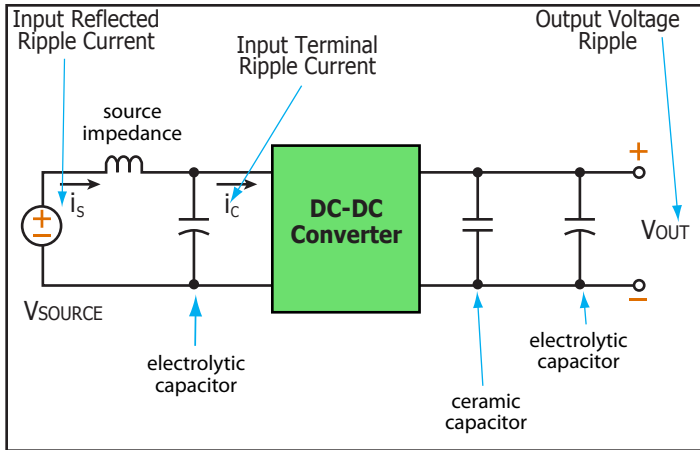 Input Reflected
Ripple Current
Input Terminal
Ripple Current
Output Voltage
Ripple
source
impedance
iS
iC
DC-DC
Converter
+
–
+
–
VOUT
VSOURCE
electrolytic
capacitor
ceramic
capacitor
electrolytic
capacitor